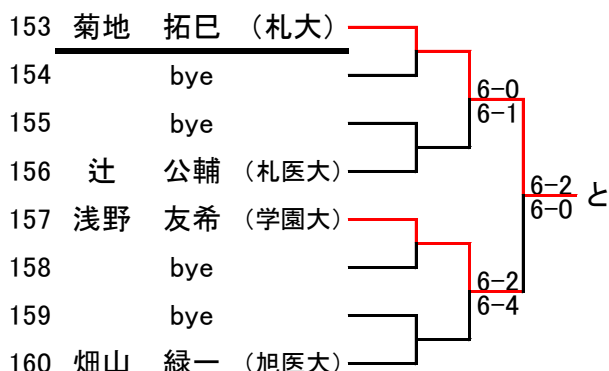 153 菊地 拓巳 (札大)
154 bye
155 bye
156 辻 公輔 (札医大)
157 浅野 友希 (学園大)
158 bye
159 bye
160 畑山 緑一 (旭医大)
6-0
6-1
6-2
6-4
6-2
6-0
と